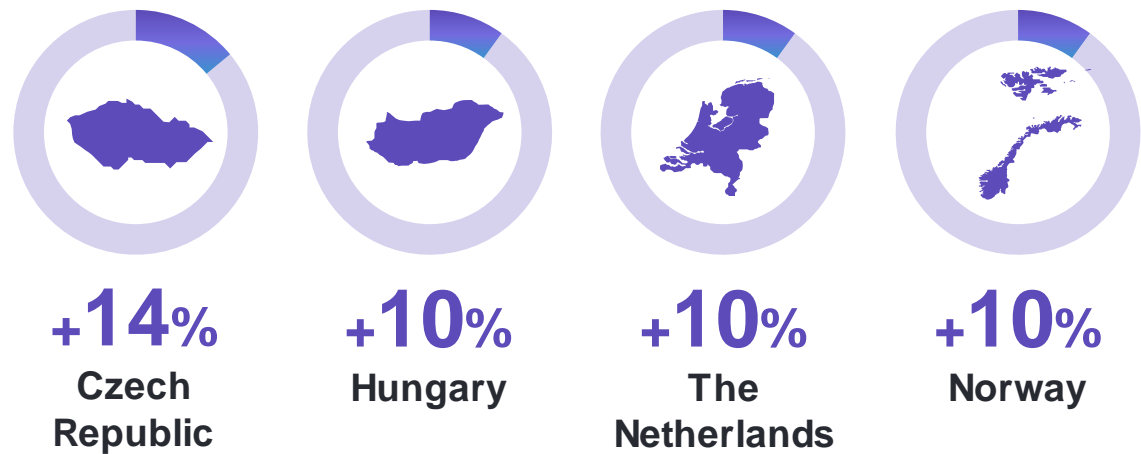 +14%
Czech
Republic
+10%
Hungary
+10%
The
Netherlands
+10%
Norway